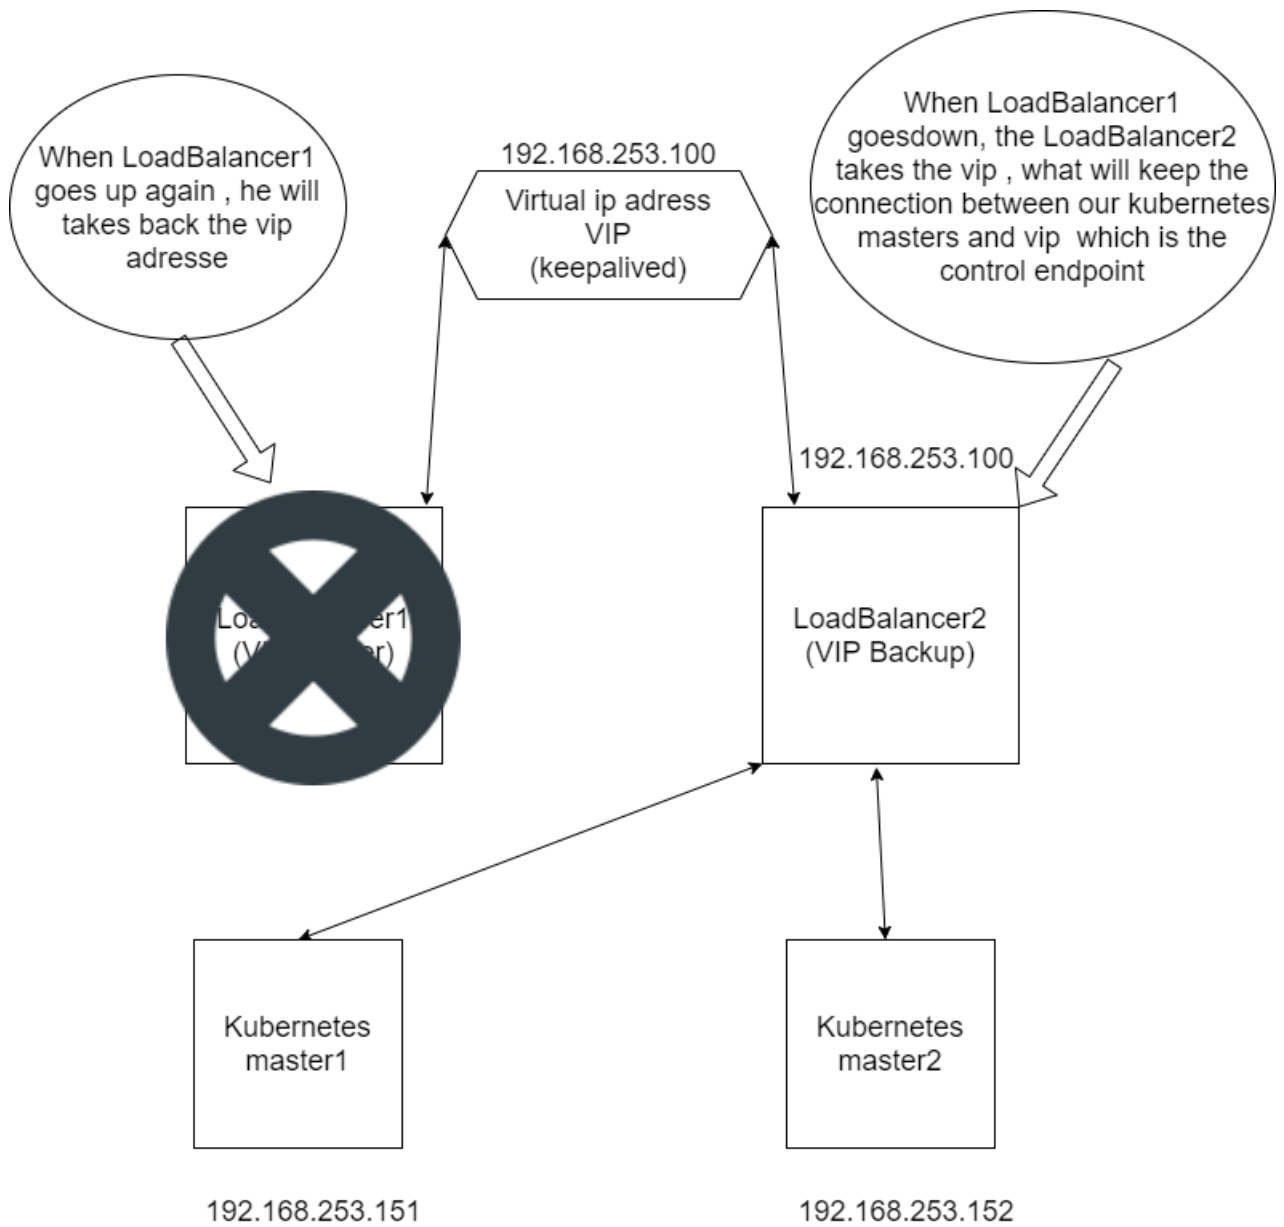 When LoadBalancer1
goes up again , he will
takes back the vip
adresse
192.168.253.100
Virtual ip adress
VIP
(keepalived)
When LoadBalancer1
goesdown, the LoadBalancer2
takes the vip , what will keep the
connection between our kubernetes
masters and vip  which is the
control endpoint
192.168.253.100
LoadBalancer2
(VIP Backup)
Kubernetes
master1
Kubernetes
master2
192.168.253.151
192.168.253.152